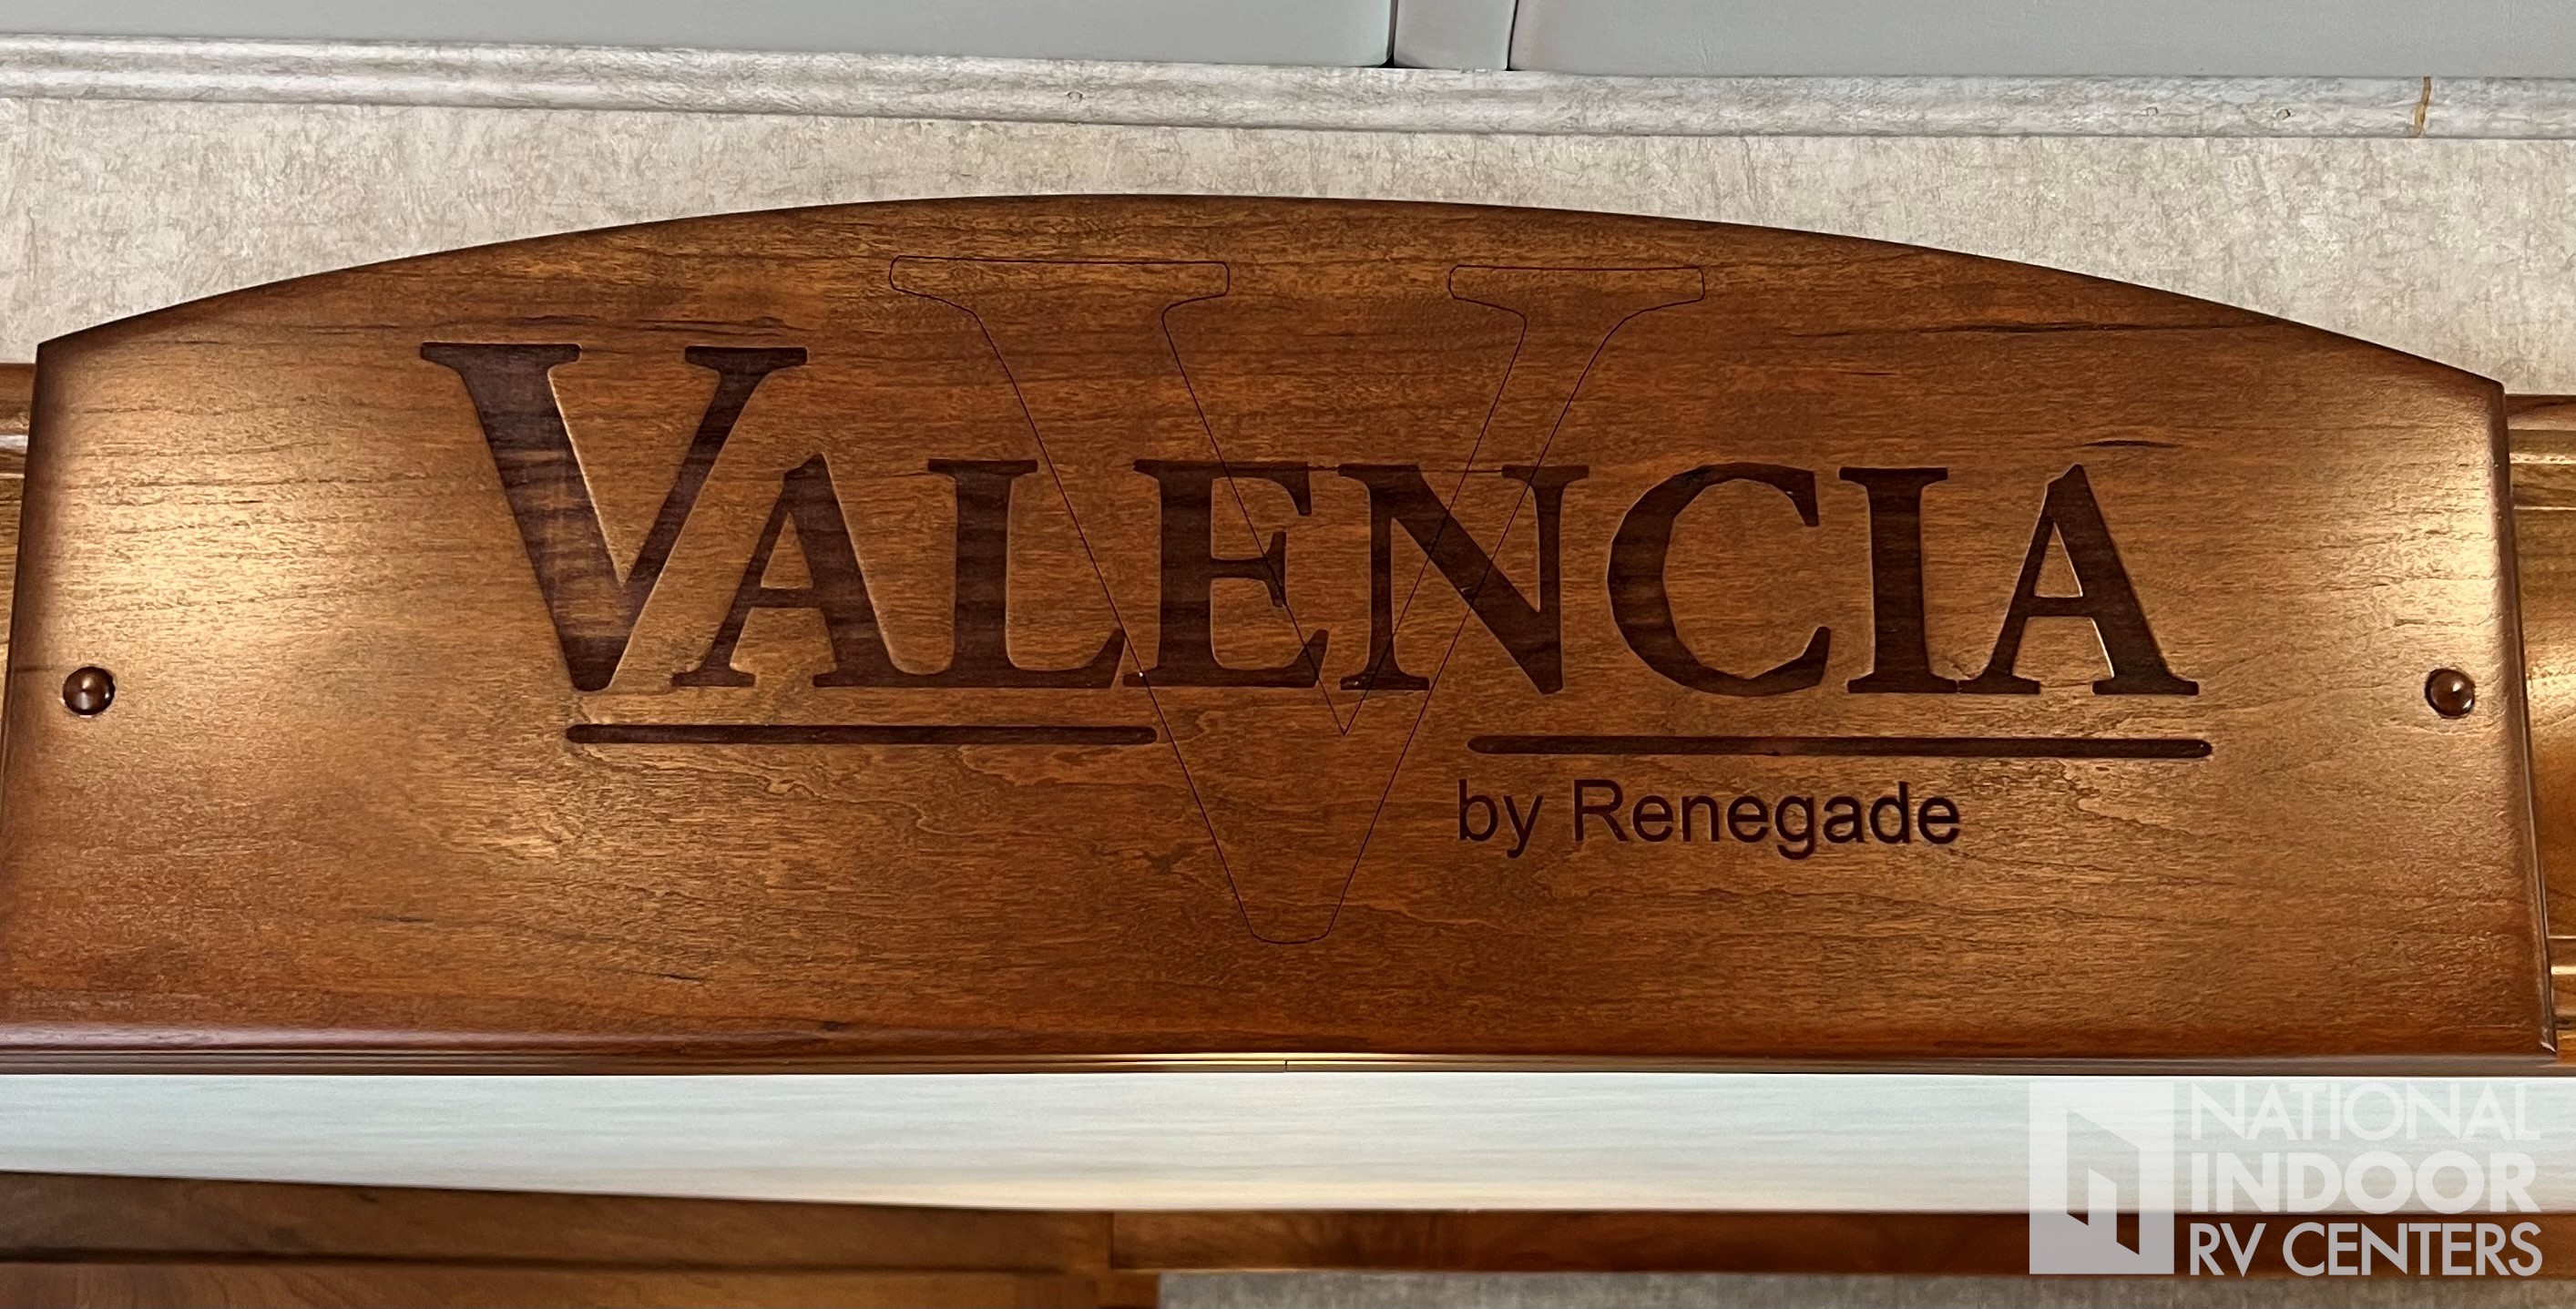 V
VALENCIA
by Renegade
NATIONAL
INDOOR
RV CENTERS